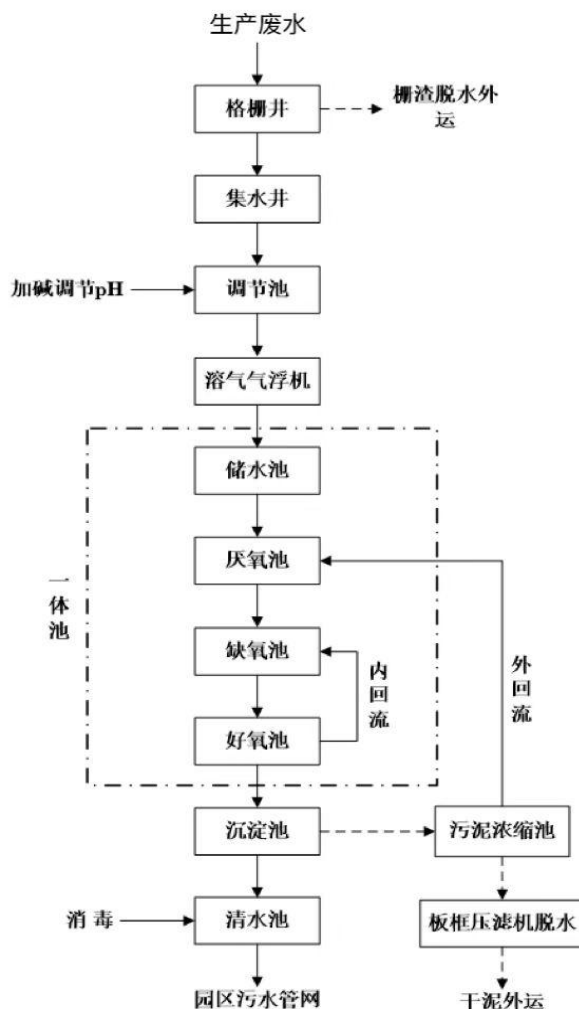 生产废水
格栅井
栅渣脱水外
运
集水井
加碱调节pH
调节池
溶气气浮机
储水池
一体池
厌氧池
缺氧池
内回流
外回流
好氧池
沉淀池
污泥浓缩池
消毒
清水池
板框压滤机脱水
园区污水管网
干泥外运